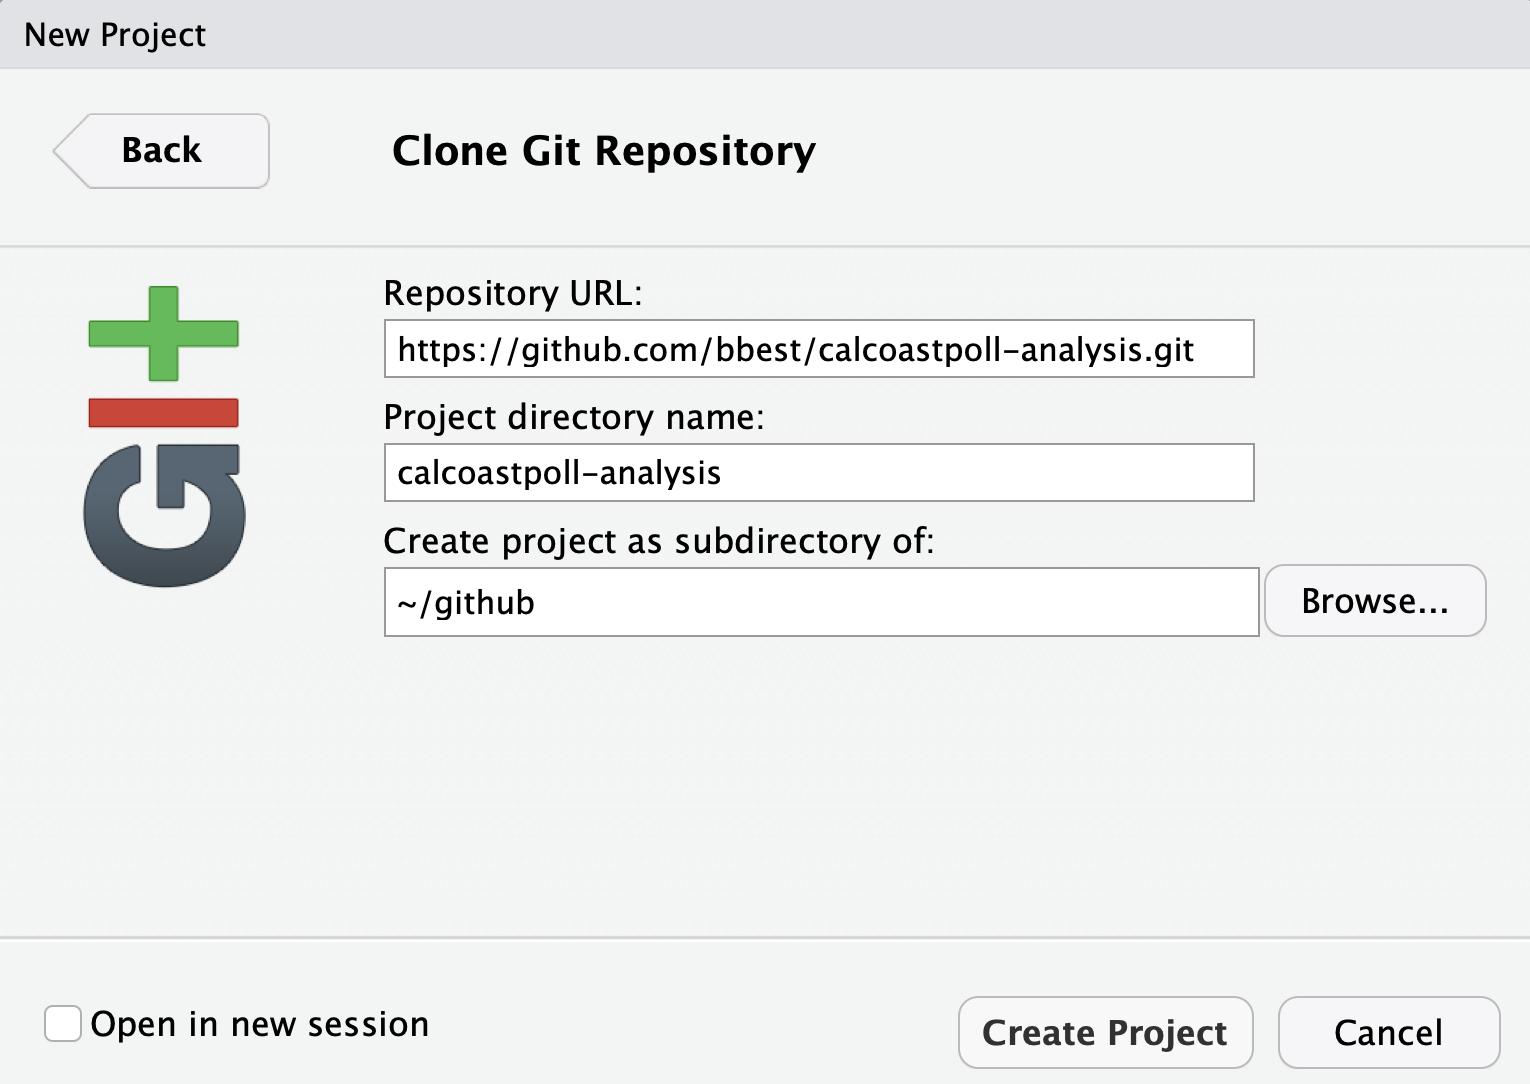 New Project
Back
Clone Git Repository
Repository URL:
https://github.com/bbest/calcoastpoll-analysis.git
Project directory name:
calcoastpoll-analysis
Create project as subdirectory of:
~/github
Browse...
GIT
Open in new session
Create Project
Cancel